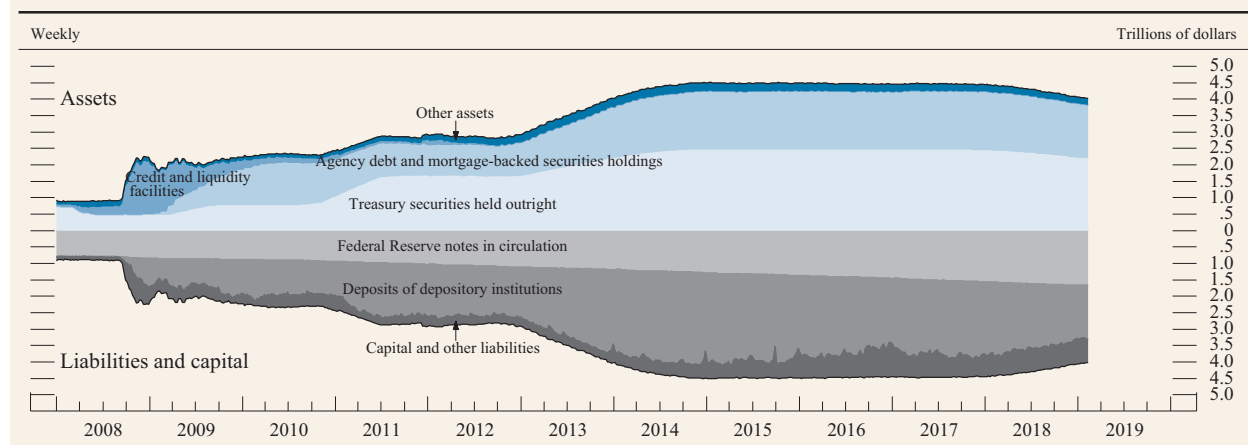 Weekly
Trillions of dollars
5.0
4.5
4.0
3.5
3.0
2.5
2.0
1.5
1.0
.5
0
.5
1.0
1.5
2.0
2.5
3.0
3.5
4.0
4.5
5.0
Assets
Other assets
Agency debt and mortgage-backed securities holdings
Credit and liquidity
facilities
Treasury securities held outright
Federal Reserve notes in circulation
Deposits of depository institutions
Capital and other liabilities
Liabilities and capital
2008 2009 2010 2011 2012 2013 2014 2015 2016 2017 2018 2019